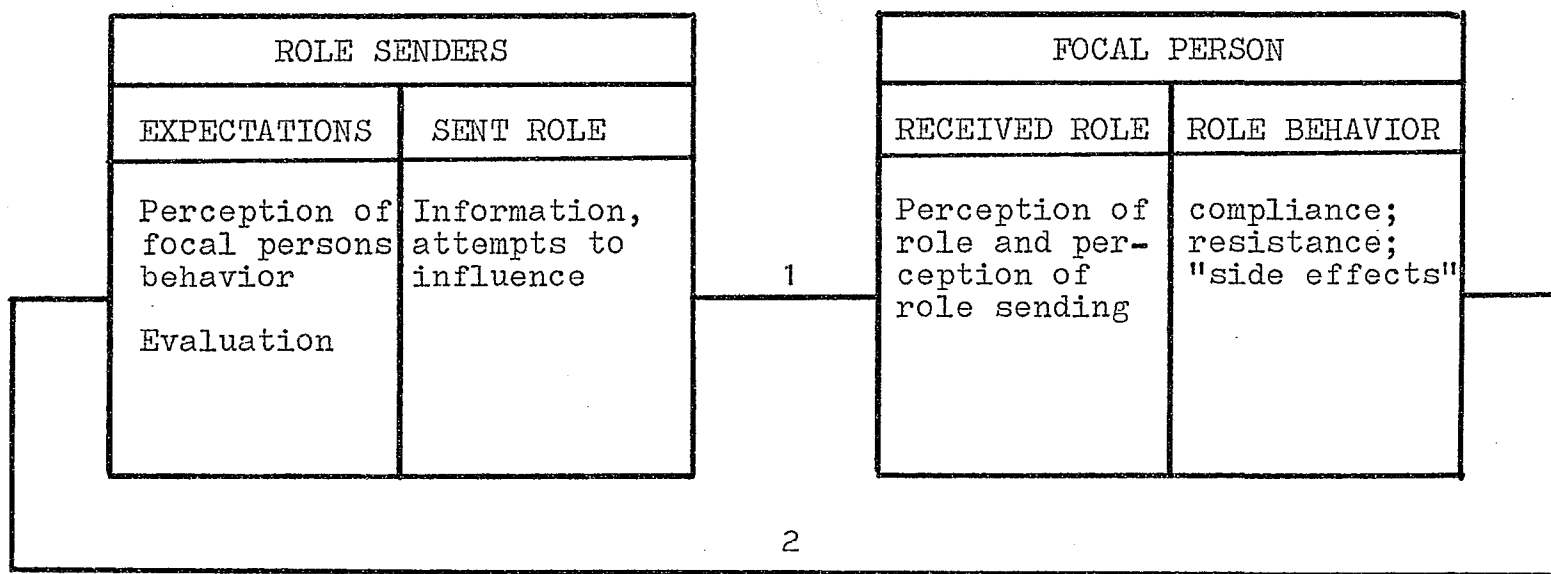 ROLE SENDERS
EXPECTATIONS
SENT ROLE
Perception of
focal persons
behavior
Evaluation
Information,
attempts to
influence
1
FOCAL PERSON
RECEIVED ROLE
ROLE BEHAVIOR
Perception of
role and per-
ception of
role sending
compliance;
resistance;
"side effects"
2